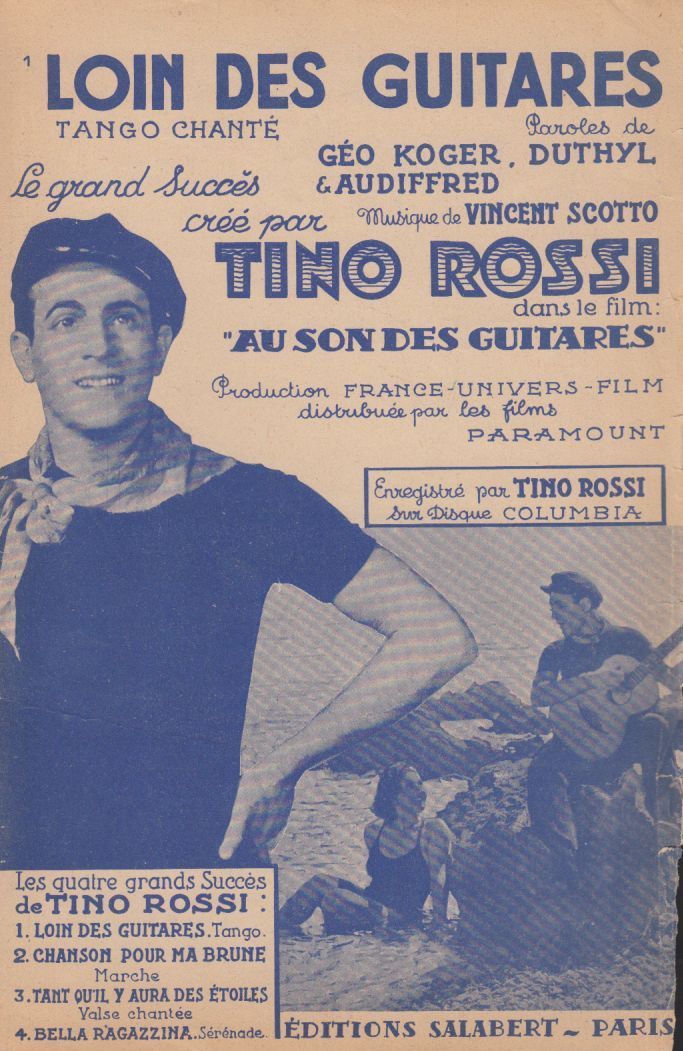 1
LOIN DES GUITARES
TANGO CHANTÉ
Paroles de
GÉO KOGER, DUTHYL
& AUDIFFRED
Le grand Succès
créé par
Musique de VINCENT SCOTTO
TINO ROSSI
dans le film:
"AU SON DES GUITARES"
Production FRANCE-UNIVERS-FILM
distribuée par les films
PARAMOUNT
Enregistré par TINO ROSSI
sur Disque COLUMBIA
Les quatre grands Succès
de TINO ROSSI :
1. LOIN DES GUITARES. Tango.
2. CHANSON POUR MA BRUNE
Marche
3. TANT QU'IL Y AURA DES ÉTOILES
Valse chantée
4. BELLA RAGAZZINA. Sérénade.
ÉDITIONS SALABERT ~ PARIS